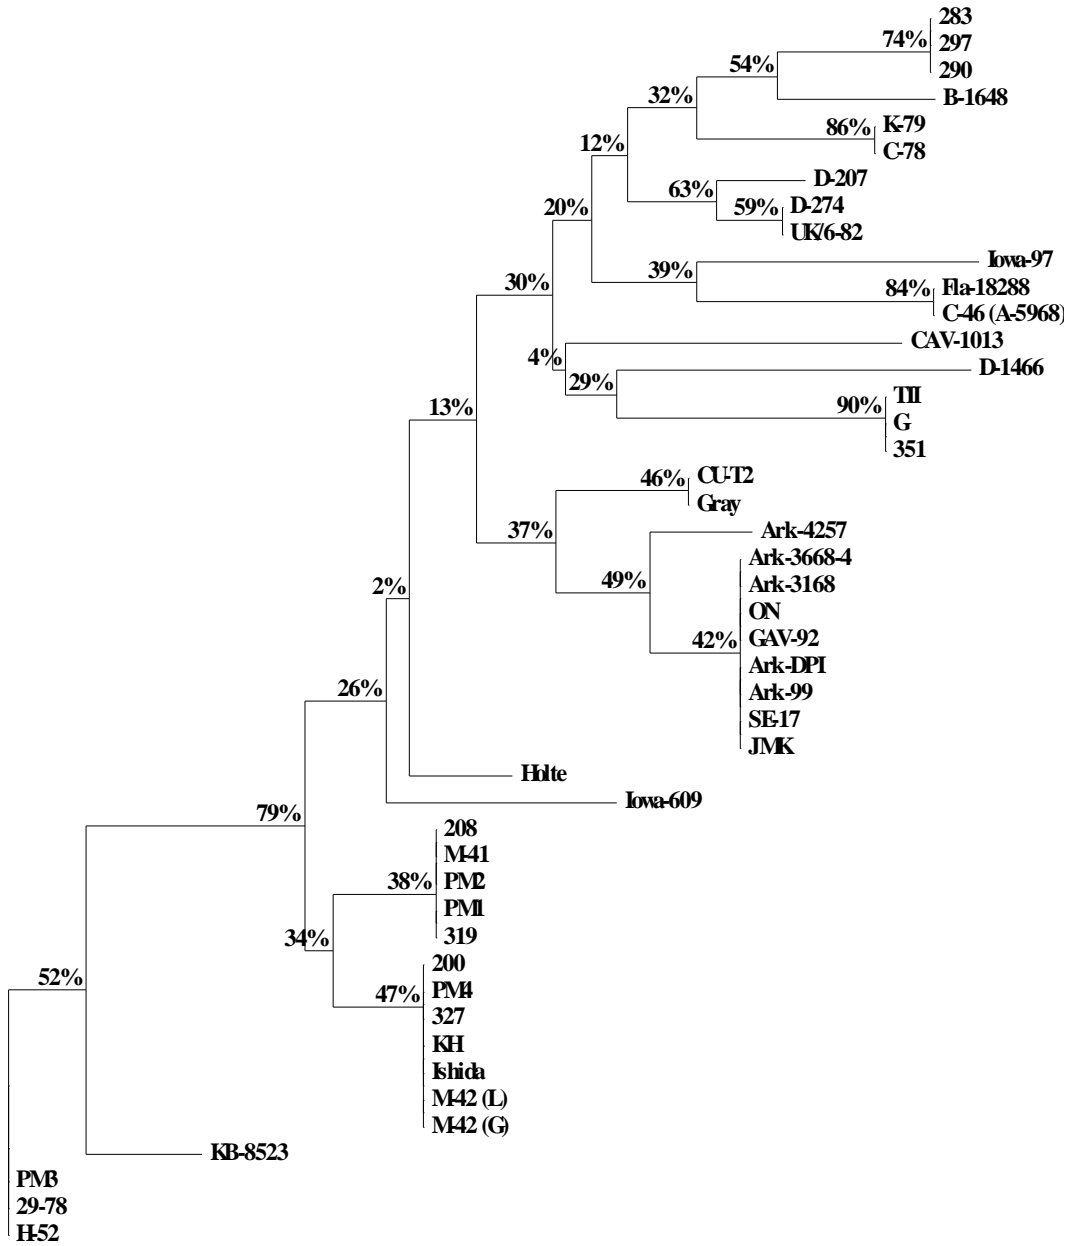 283
74% 297
290
54%
B-1648
32%
86% K-79
C-78
12%
D-207
63%
59% D-274
UK/6-82
20%
Iowa-97
39%
84% Fla-18288
C-46 (A-5968)
30%
CAV-1013
4%
D-1466
29%
TII
90% G
351
13%
46% CU-T2
Gray
37%
Ark-4257
49%
Ark-3668-4
Ark-3168
ON
42% GAV-92
Ark-DPI
Ark-99
SE-17
JMK
2%
26%
Holte
Iowa-609
79%
208
M-41
38% PM2
PM1
319
34%
200
47% PM4
327
KH
Ishida
M-42 (L)
M-42 (G)
52%
KB-8523
PM3
29-78
H-52